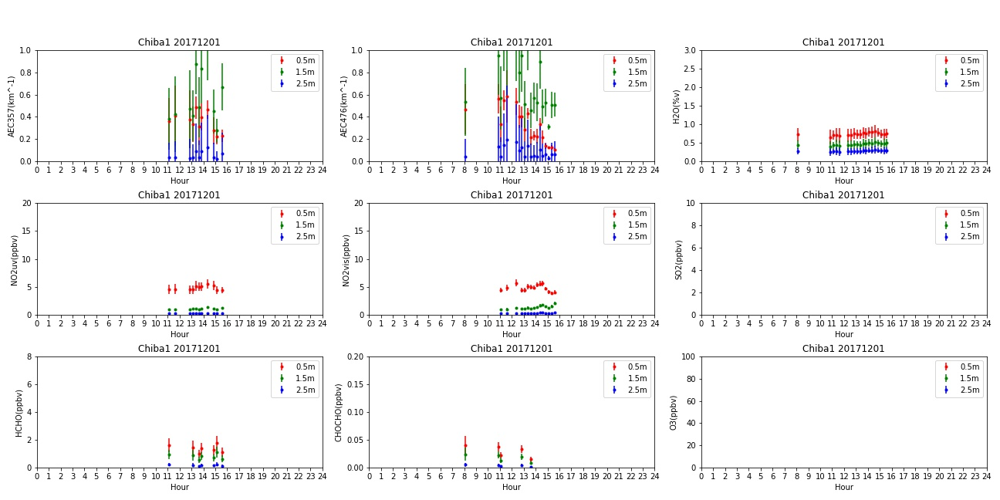 Chiba1 20171201
Chiba1 20171201
Chiba1 20171201
AEC357(km^-1)
1.0
0.8
0.6
0.4
0.2
0.0
0.5m
1.5m
2.5m
0 1 2 3 4 5 6 7 8 9 10 11 12 13 14 15 16 17 18 19 20 21 22 23 24
Hour
AEC476(km^-1)
1.0
0.8
0.6
0.4
0.2
0.0
0.5m
1.5m
2.5m
0 1 2 3 4 5 6 7 8 9 10 11 12 13 14 15 16 17 18 19 20 21 22 23 24
Hour
H2O(%v)
3.0
2.5
2.0
1.5
1.0
0.5
0.0
0.5m
1.5m
2.5m
0 1 2 3 4 5 6 7 8 9 10 11 12 13 14 15 16 17 18 19 20 21 22 23 24
Hour
Chiba1 20171201
Chiba1 20171201
Chiba1 20171201
NO2uv(ppbv)
20
15
10
5
0
0.5m
1.5m
2.5m
0 1 2 3 4 5 6 7 8 9 10 11 12 13 14 15 16 17 18 19 20 21 22 23 24
Hour
NO2vis(ppbv)
20
15
10
5
0
0.5m
1.5m
2.5m
0 1 2 3 4 5 6 7 8 9 10 11 12 13 14 15 16 17 18 19 20 21 22 23 24
Hour
SO2(ppbv)
10
8
6
4
2
0
0.5m
1.5m
2.5m
0 1 2 3 4 5 6 7 8 9 10 11 12 13 14 15 16 17 18 19 20 21 22 23 24
Hour
Chiba1 20171201
Chiba1 20171201
Chiba1 20171201
HCHO(ppbv)
8
6
4
2
0
0.5m
1.5m
2.5m
0 1 2 3 4 5 6 7 8 9 10 11 12 13 14 15 16 17 18 19 20 21 22 23 24
Hour
CHOCHO(ppbv)
0.20
0.15
0.10
0.05
0.00
0.5m
1.5m
2.5m
0 1 2 3 4 5 6 7 8 9 10 11 12 13 14 15 16 17 18 19 20 21 22 23 24
Hour
O3(ppbv)
100
80
60
40
20
0
0.5m
1.5m
2.5m
0 1 2 3 4 5 6 7 8 9 10 11 12 13 14 15 16 17 18 19 20 21 22 23 24
Hour